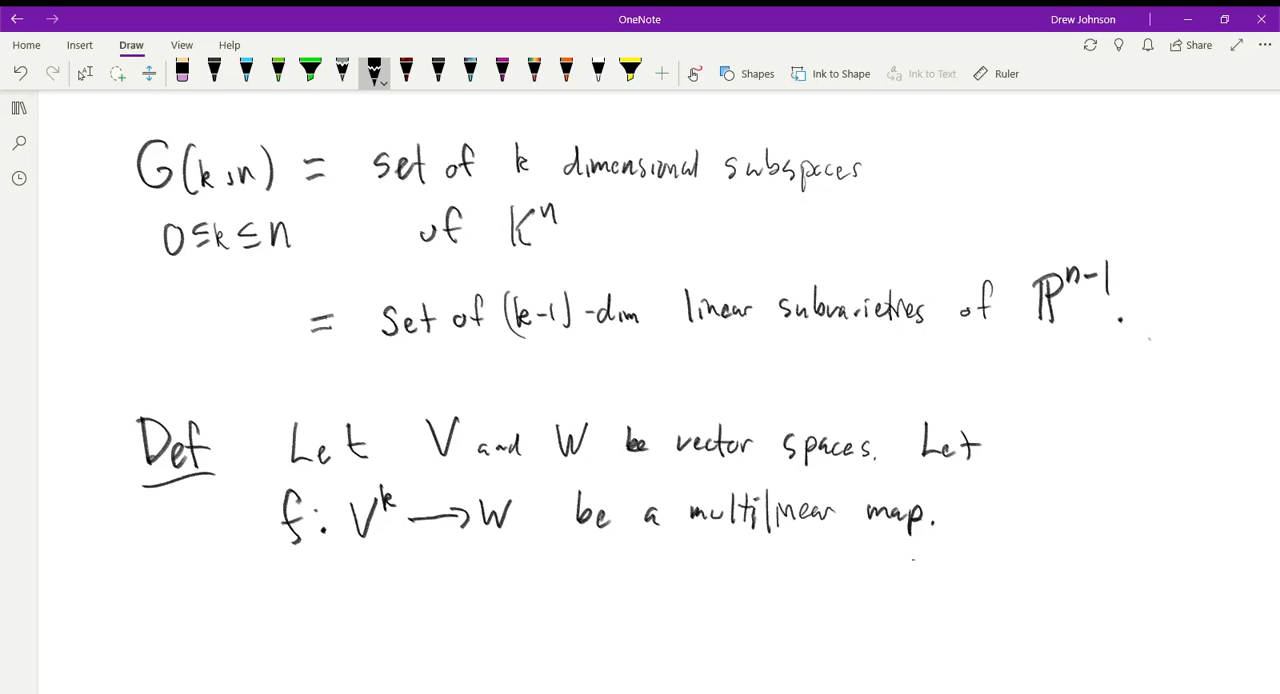 OneNote
Drew Johnson
Home Insert Draw View Help
Share
Shapes Ink to Shape Ink to Text Ruler
G(k,n) = set of k dimensional subspaces
0≤k≤n of K^n
= set of (k-1)-dim linear subvarieties of ℙ^{n-1}.
Def Let V and W be vector spaces. Let
f: V^k → W be a multilinear map.